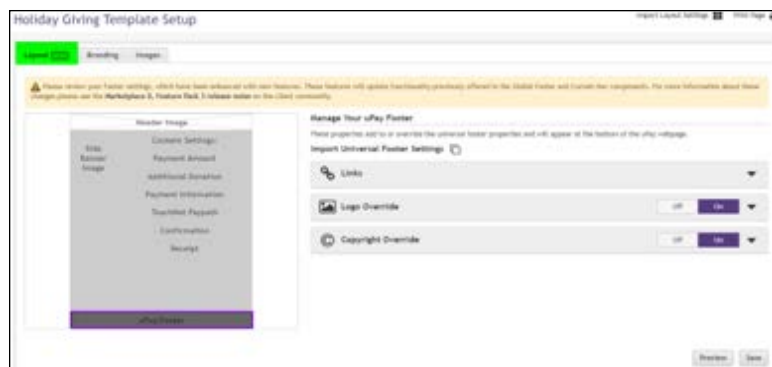 Holiday Giving Template Setup
Import Layout Settings Web Page
Layout
Branding
Images
Please review your footer settings, which have been enhanced with new features. These features will update functionality previously offered in the Global Footer and Custom components. For more information about these
changes please see the Marketplace Feature Pack release notes on the Client community.
Header Image
Side
Banner
Image
Content Settings
Payment Amount
Additional Donation
Payment Information
TouchNet Paypath
Confirmation
Receipt
uPay Footer
Manage Your uPay Footer
These properties add to or override the universal footer properties and will appear at the bottom of the uPay webpage.
Import Universal Footer Settings
Links
Logo Override
Off On
Copyright Override
Off On
Preview Save